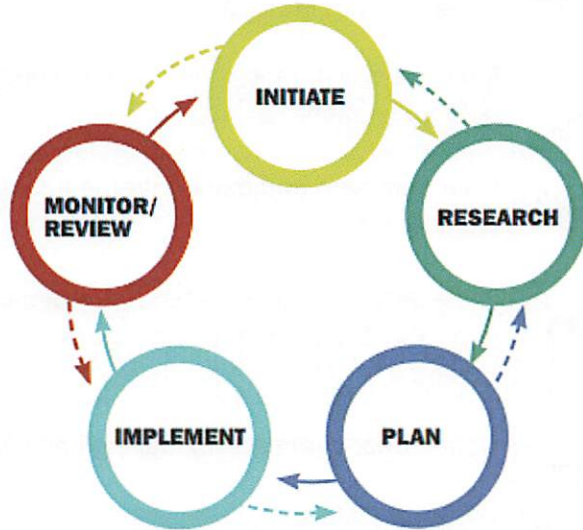 INITIATE
RESEARCH
PLAN
IMPLEMENT
MONITOR/
REVIEW